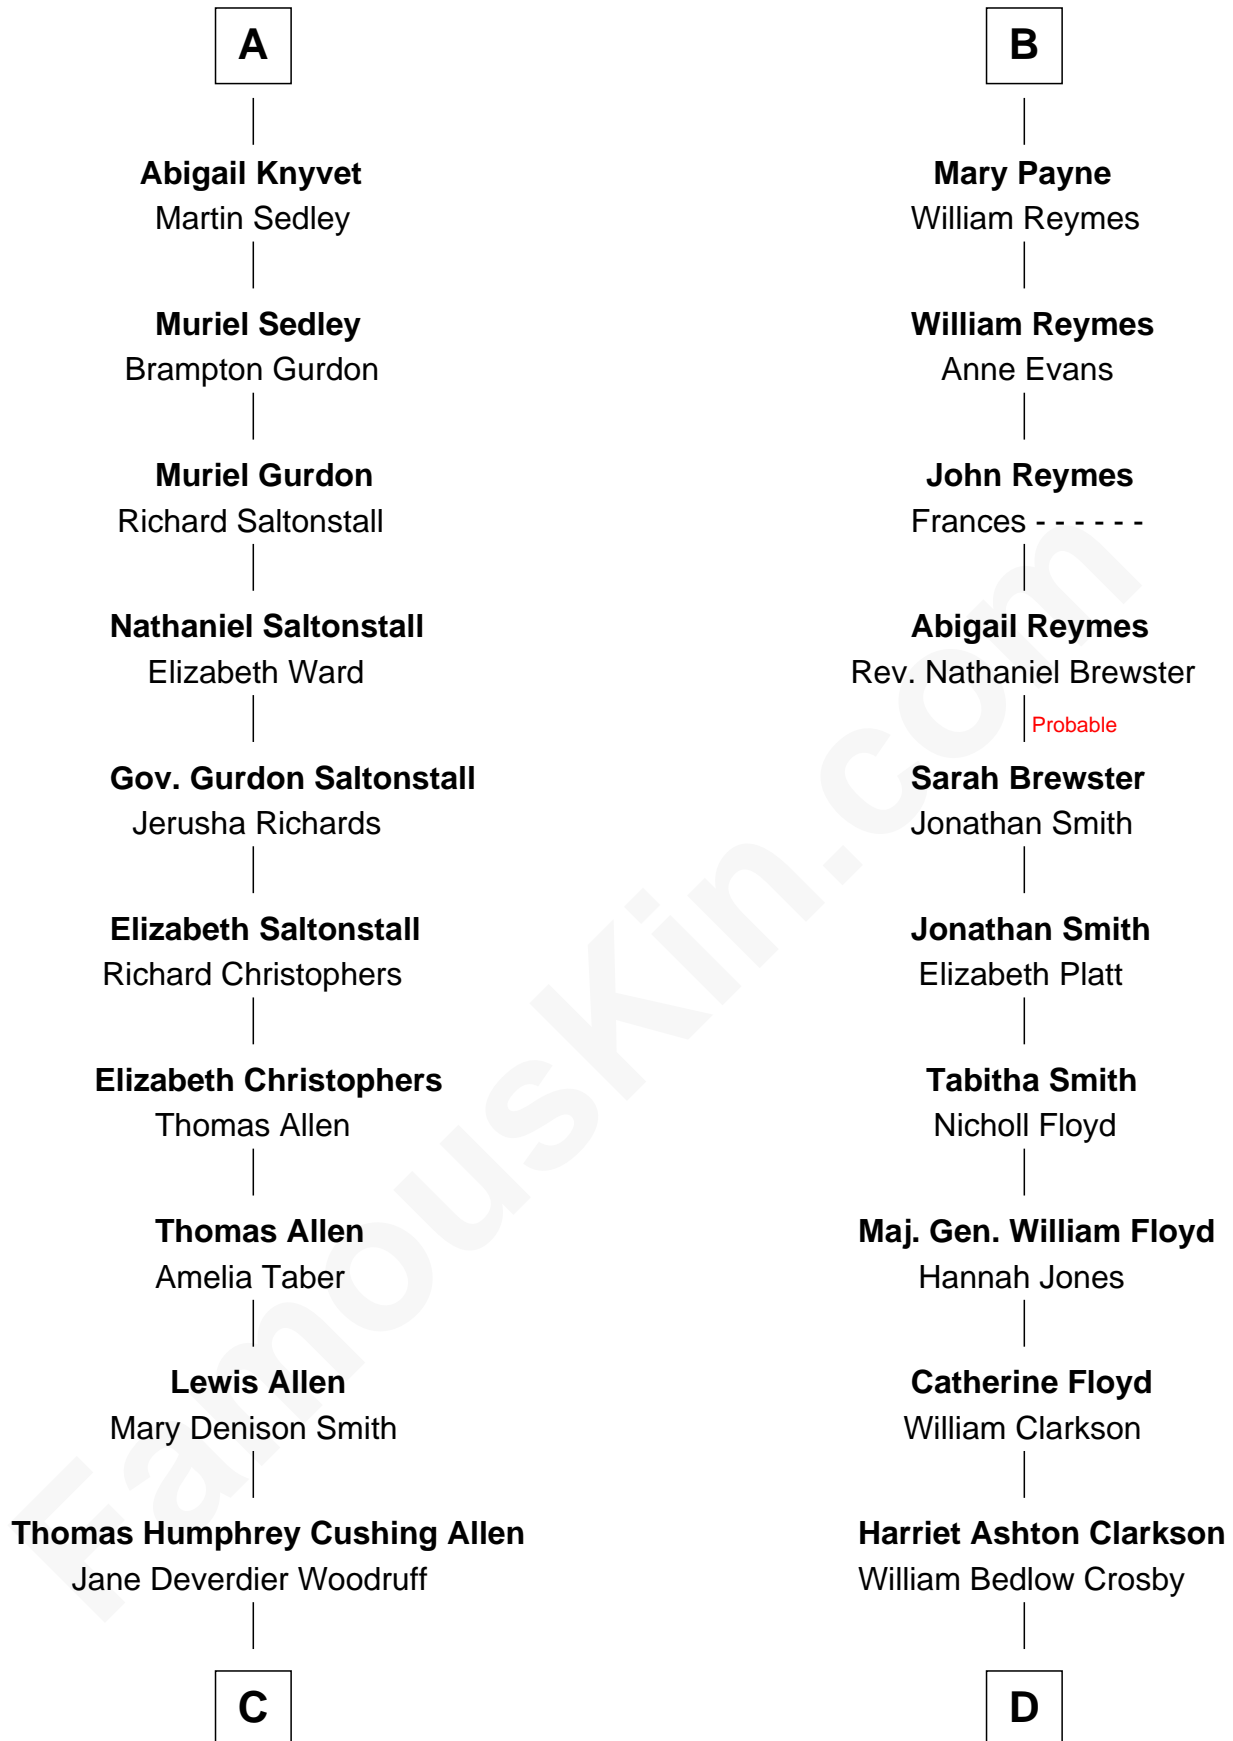 A
Abigail Knyvet
Martin Sedley
Muriel Sedley
Brampton Gurdon
Muriel Gurdon
Richard Saltonstall
Nathaniel Saltonstall
Elizabeth Ward
Gov. Gurdon Saltonstall
Jerusha Richards
Elizabeth Saltonstall
Richard Christophers
Elizabeth Christophers
Thomas Allen
Thomas Allen
Amelia Taber
Lewis Allen
Mary Denison Smith
Thomas Humphrey Cushing Allen
Jane Deverdier Woodruff
C
B
Mary Payne
William Reymes
William Reymes
Anne Evans
John Reymes
Frances - - - - - -
Abigail Reymes
Rev. Nathaniel Brewster
Probable
Sarah Brewster
Jonathan Smith
Jonathan Smith
Elizabeth Platt
Tabitha Smith
Nicholl Floyd
Maj. Gen. William Floyd
Hannah Jones
Catherine Floyd
William Clarkson
Harriet Ashton Clarkson
William Bedlow Crosby
D
FamousKin.com